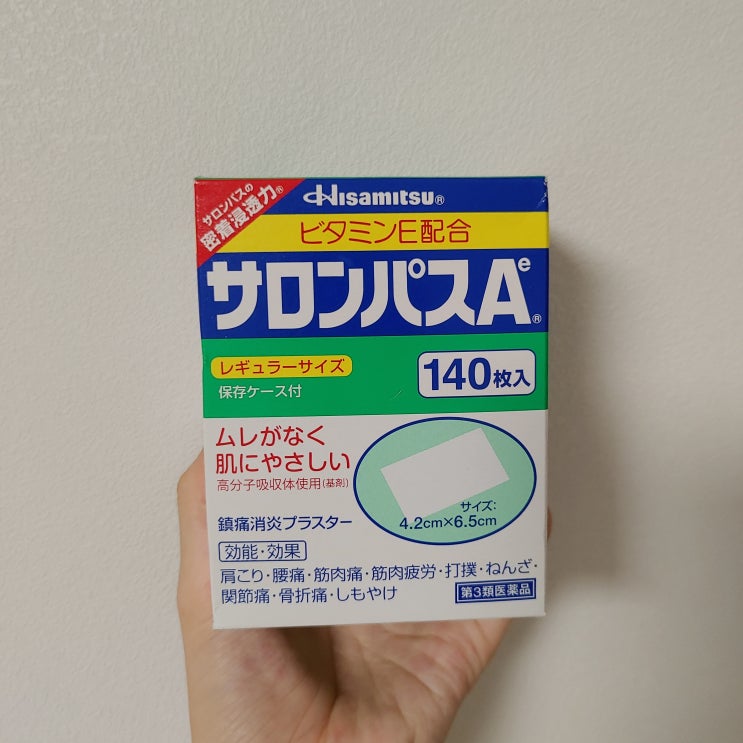 サロンパスの
密着浸透力®
Hisamitsu®
ビタミンE配合
サロンパスAe®
レギュラーサイズ
140枚入
保存ケース付
ムレがなく
肌にやさしい
高分子吸収体使用(基剤)
サイズ:
4.2cm×6.5cm
鎮痛消炎プラスター
効能・効果
肩こり・腰痛・筋肉痛・筋肉疲労・打撲・ねんざ・
関節痛・骨折痛・しもやけ
第3類医薬品